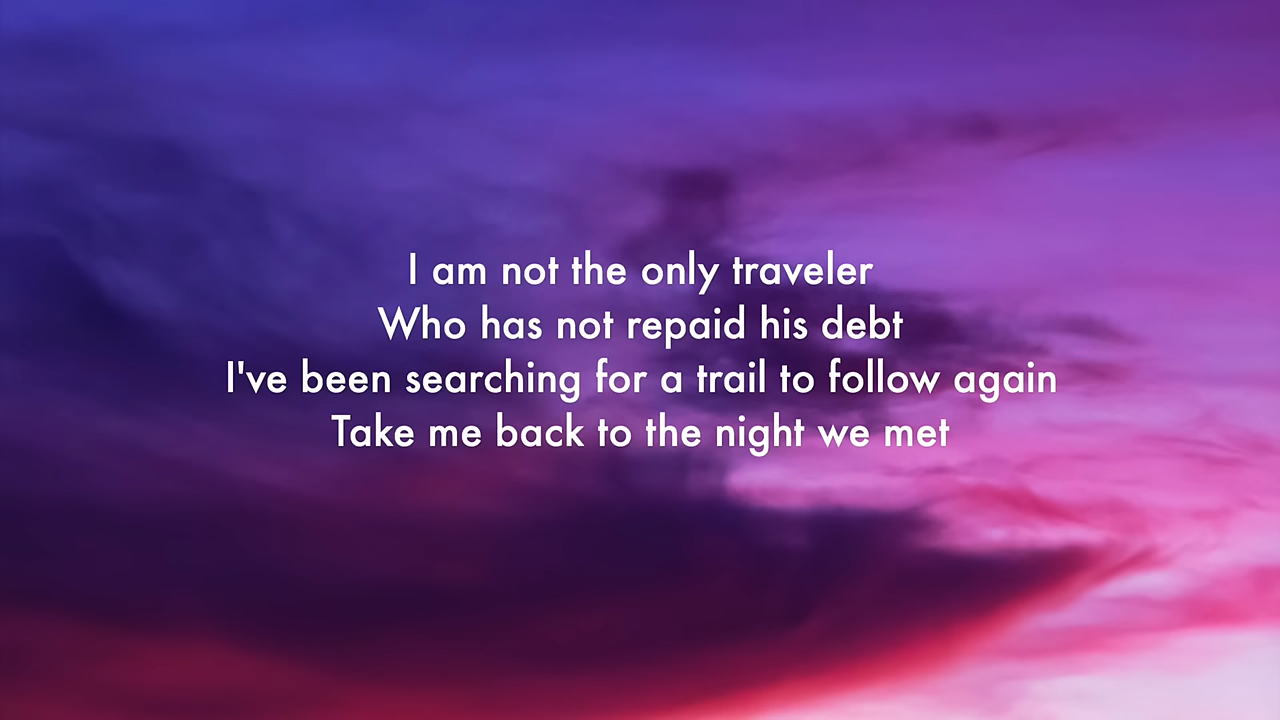 I am not the only traveler
Who has not repaid his debt
I've been searching for a trail to follow again
Take me back to the night we met